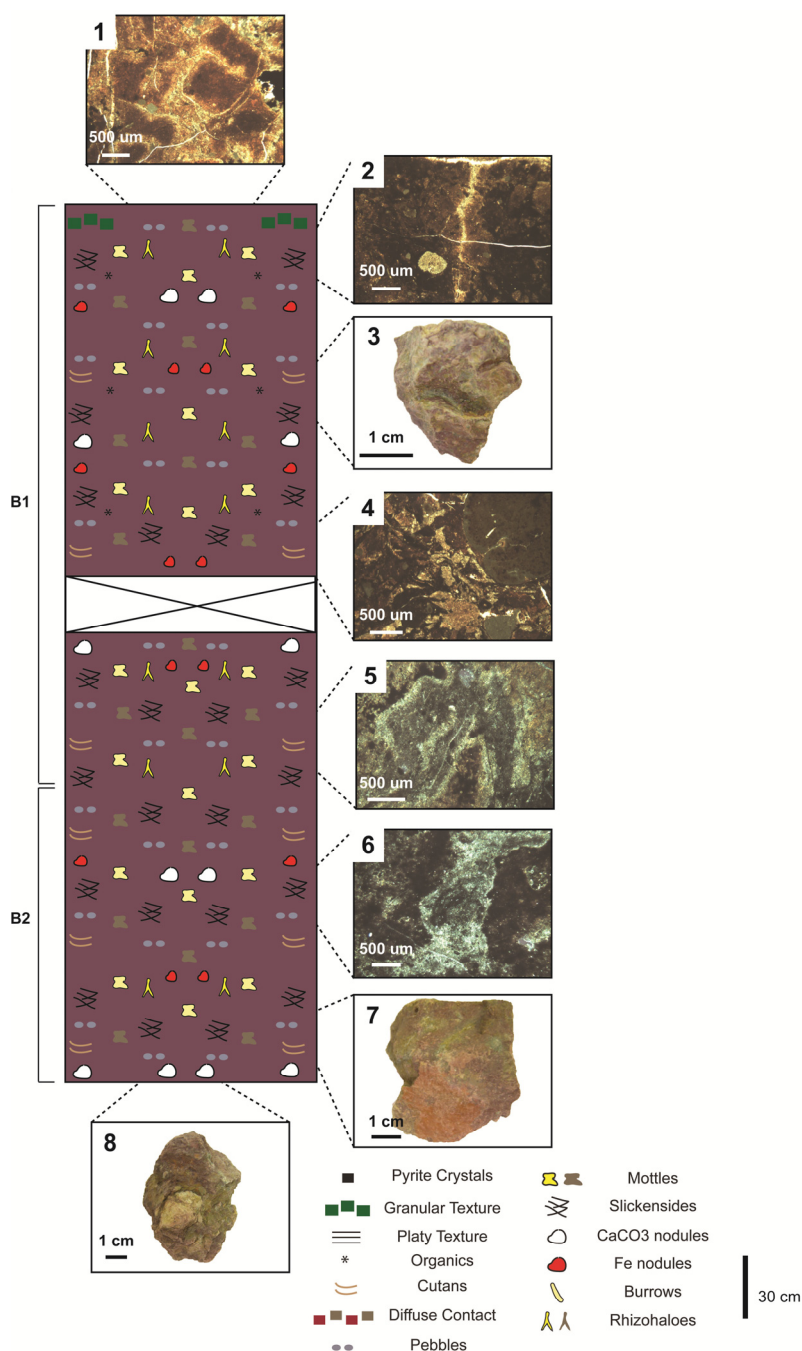 1
500 um
2
500 um
3
1 cm
B1
4
500 um
5
500 um
6
500 um
B2
7
1 cm
8
1 cm
Pyrite Crystals
Granular Texture
Platy Texture
* Organics
Cutans
Diffuse Contact
Pebbles
Mottles
Slickensides
CaCO3 nodules
Fe nodules
Burrows
Rhizohaloes
30 cm